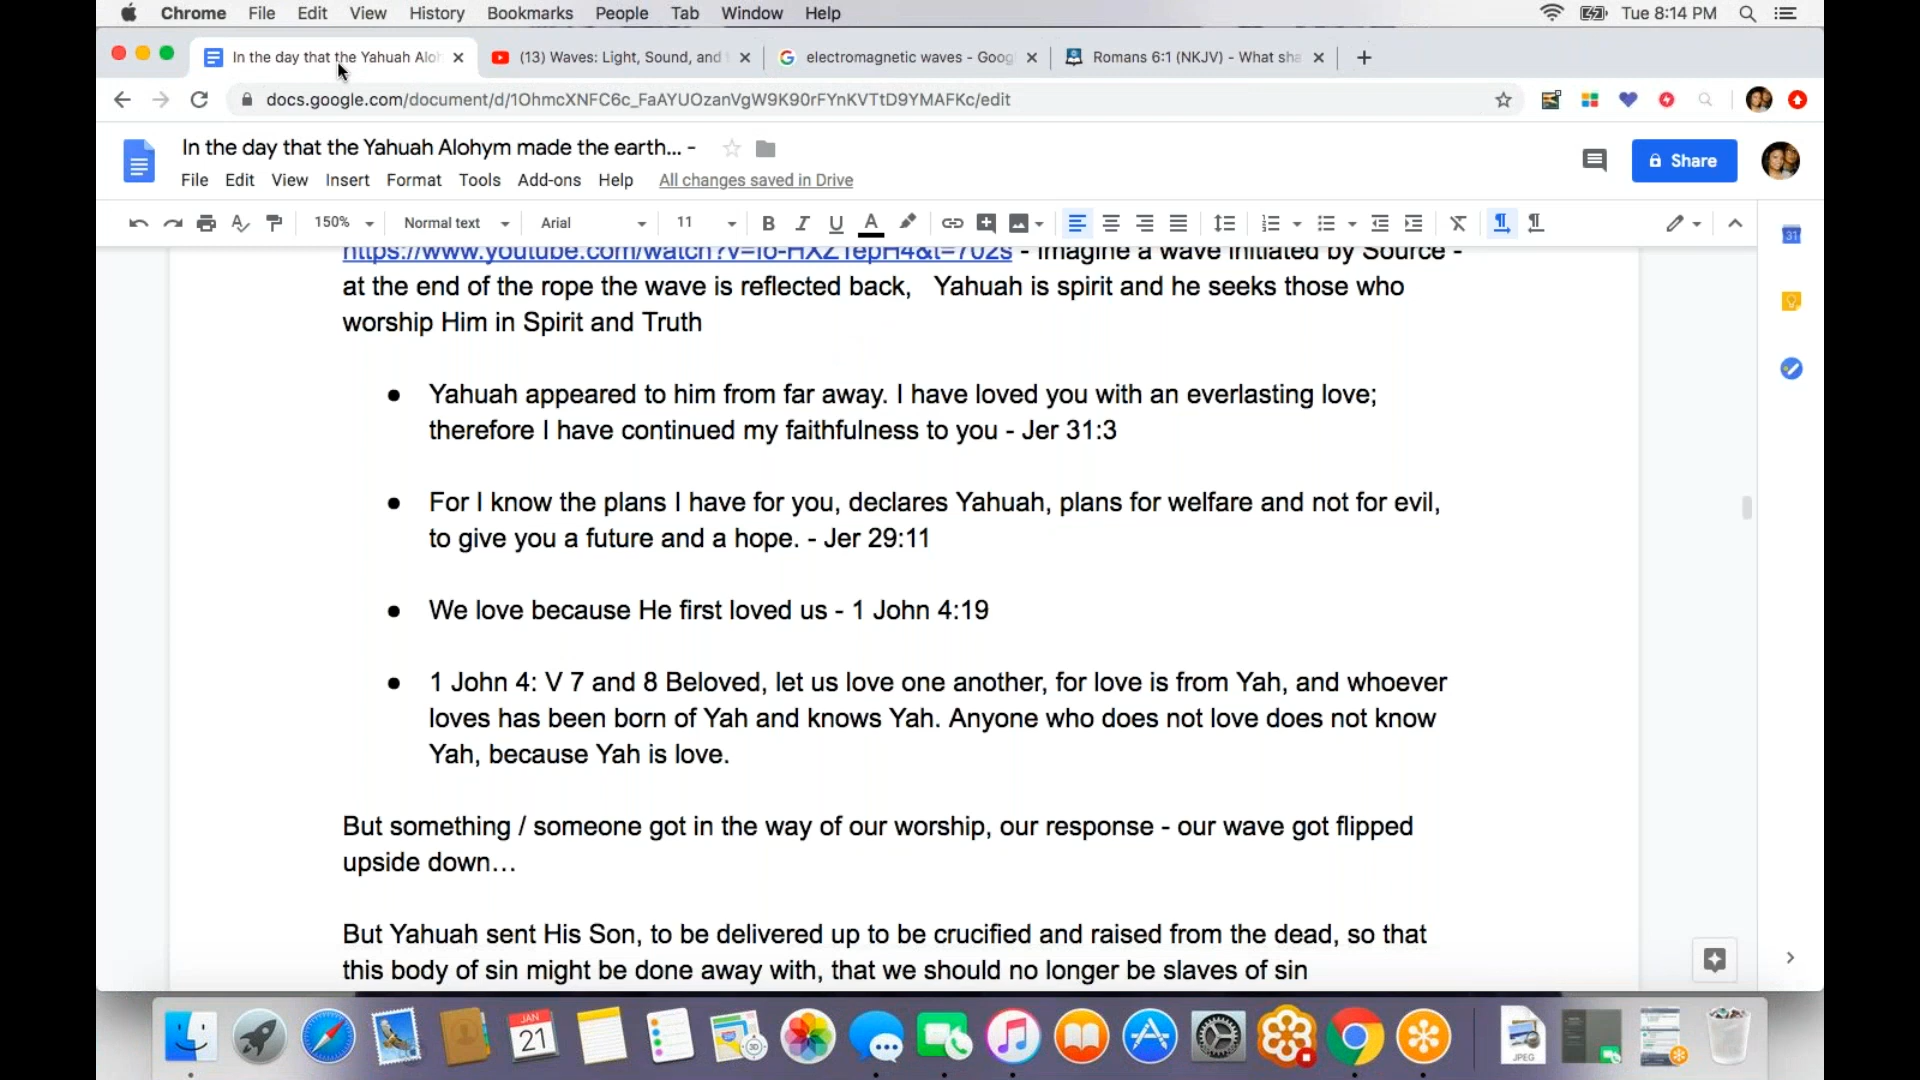 Chrome File Edit View History Bookmarks People Tab Window Help Tue 8:14 PM
In the day that the Yahuah Aloh (13) Waves: Light, Sound, and electromagnetic waves - Goog Romans 6:1 (NKJV) - What sha
docs.google.com/document/d/1OhmcXNFC6c_FaAYUOzanVgW9K90rFYnKVTtD9YMAFKc/edit
In the day that the Yahuah Alohym made the earth... -
File Edit View Insert Format Tools Add-ons Help All changes saved in Drive
Share
150% Normal text Arial 11 B I U A
31
- Imagine a wave initiated by Source -
at the end of the rope the wave is reflected back, Yahuah is spirit and he seeks those who
worship Him in Spirit and Truth
● Yahuah appeared to him from far away. I have loved you with an everlasting love;
therefore I have continued my faithfulness to you - Jer 31:3
● For I know the plans I have for you, declares Yahuah, plans for welfare and not for evil,
to give you a future and a hope. - Jer 29:11
● We love because He first loved us - 1 John 4:19
● 1 John 4: V 7 and 8 Beloved, let us love one another, for love is from Yah, and whoever
loves has been born of Yah and knows Yah. Anyone who does not love does not know
Yah, because Yah is love.
But something / someone got in the way of our worship, our response - our wave got flipped
upside down…
But Yahuah sent His Son, to be delivered up to be crucified and raised from the dead, so that
this body of sin might be done away with, that we should no longer be slaves of sin
JAN
21
3D
JPEG